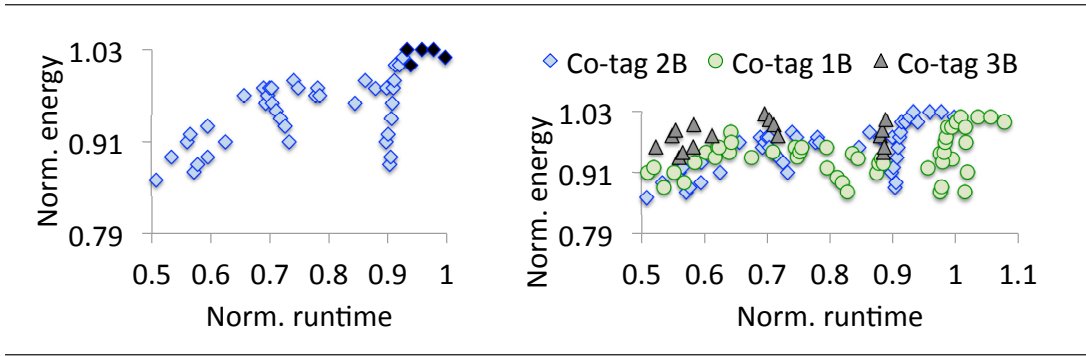 Norm. energy
1.03
0.91
0.79
0.5 0.6 0.7 0.8 0.9 1
Norm. runtime
Co-tag 2B Co-tag 1B Co-tag 3B
Norm. energy
1.03
0.91
0.79
0.5 0.6 0.7 0.8 0.9 1 1.1
Norm. runtime